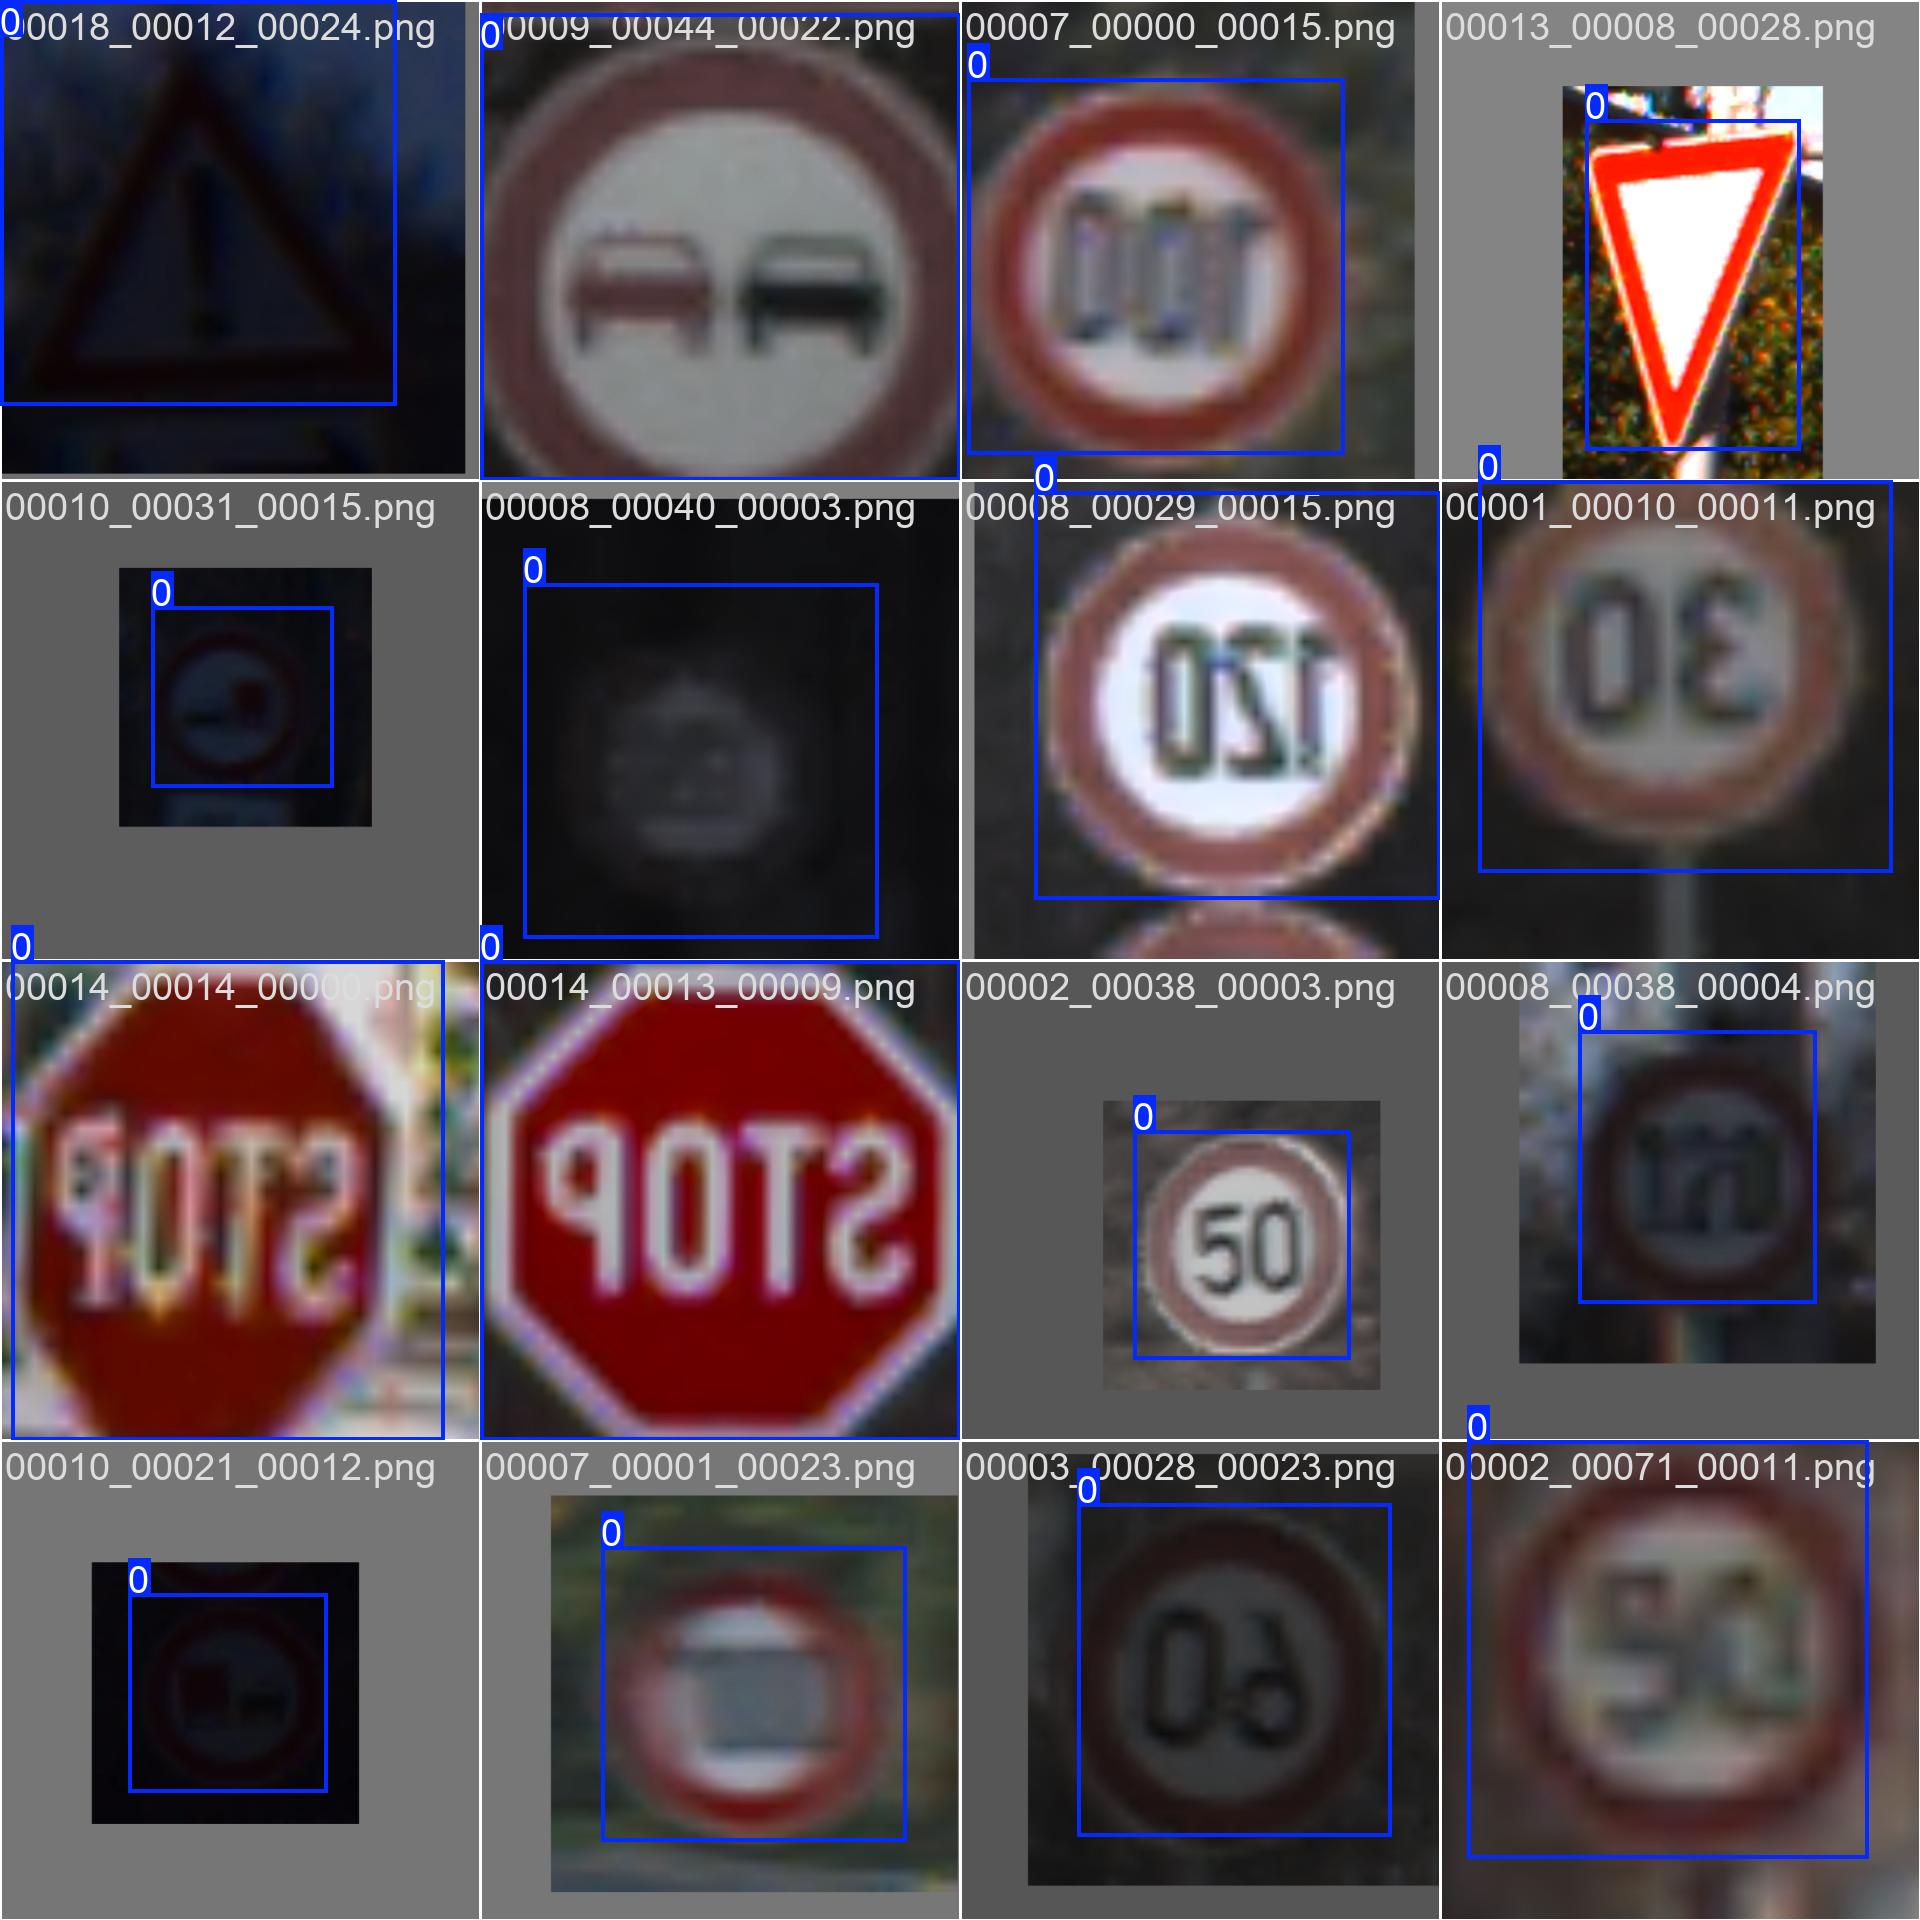 0
00018_00012_00024.png
0
00009_00044_00022.png
00007_00000_00015.png
0
100
00013_00008_00028.png
0
00010_00031_00015.png
0
00008_00040_00003.png
0
0
00008_00029_00015.png
120
0
00001_00010_00011.png
30
0
00014_00014_00000.png
STOP
0
00014_00013_00009.png
STOP
00002_00038_00003.png
0
50
00008_00038_00004.png
0
00010_00021_00012.png
0
00007_00001_00023.png
0
00003_00028_00023.png
0
60
0
00002_00071_00011.png
50